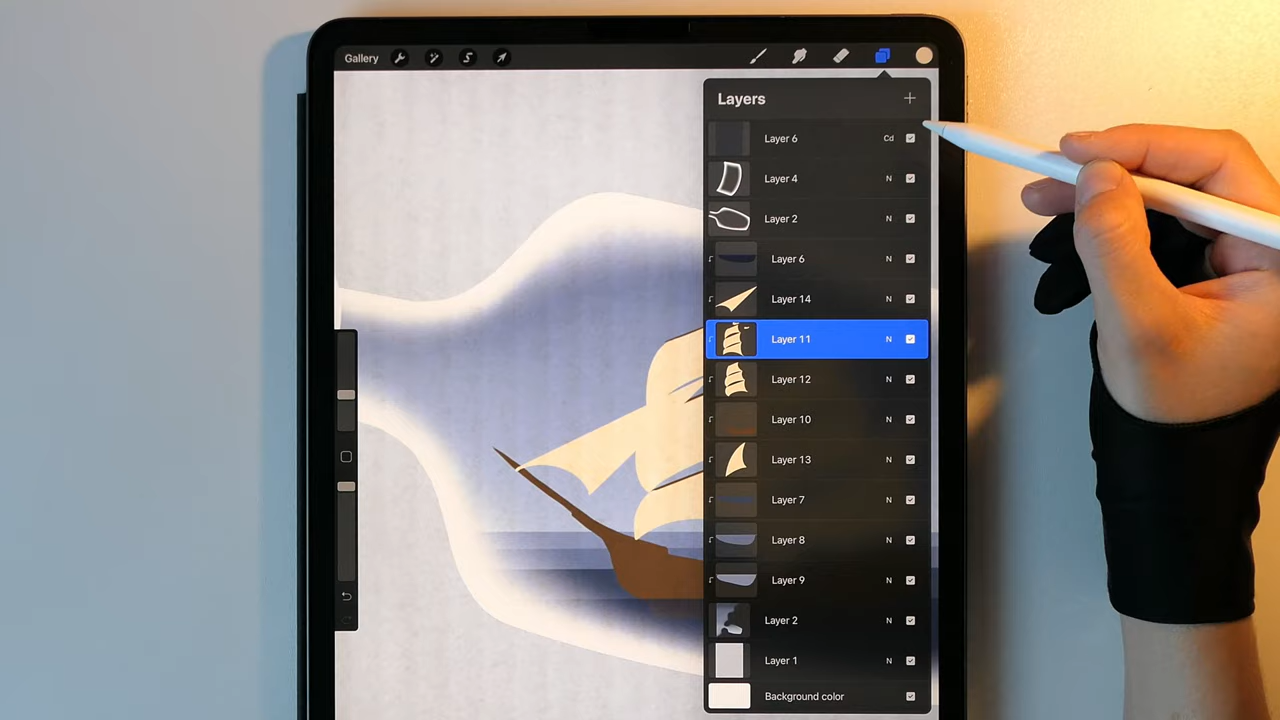 Gallery
Layers
Layer 6 Cd
Layer 4 N
Layer 2 N
Layer 6 N
Layer 14 N
Layer 11 N
Layer 12 N
Layer 10 N
Layer 13 N
Layer 7 N
Layer 8 N
Layer 9 N
Layer 2 N
Layer 1 N
Background color